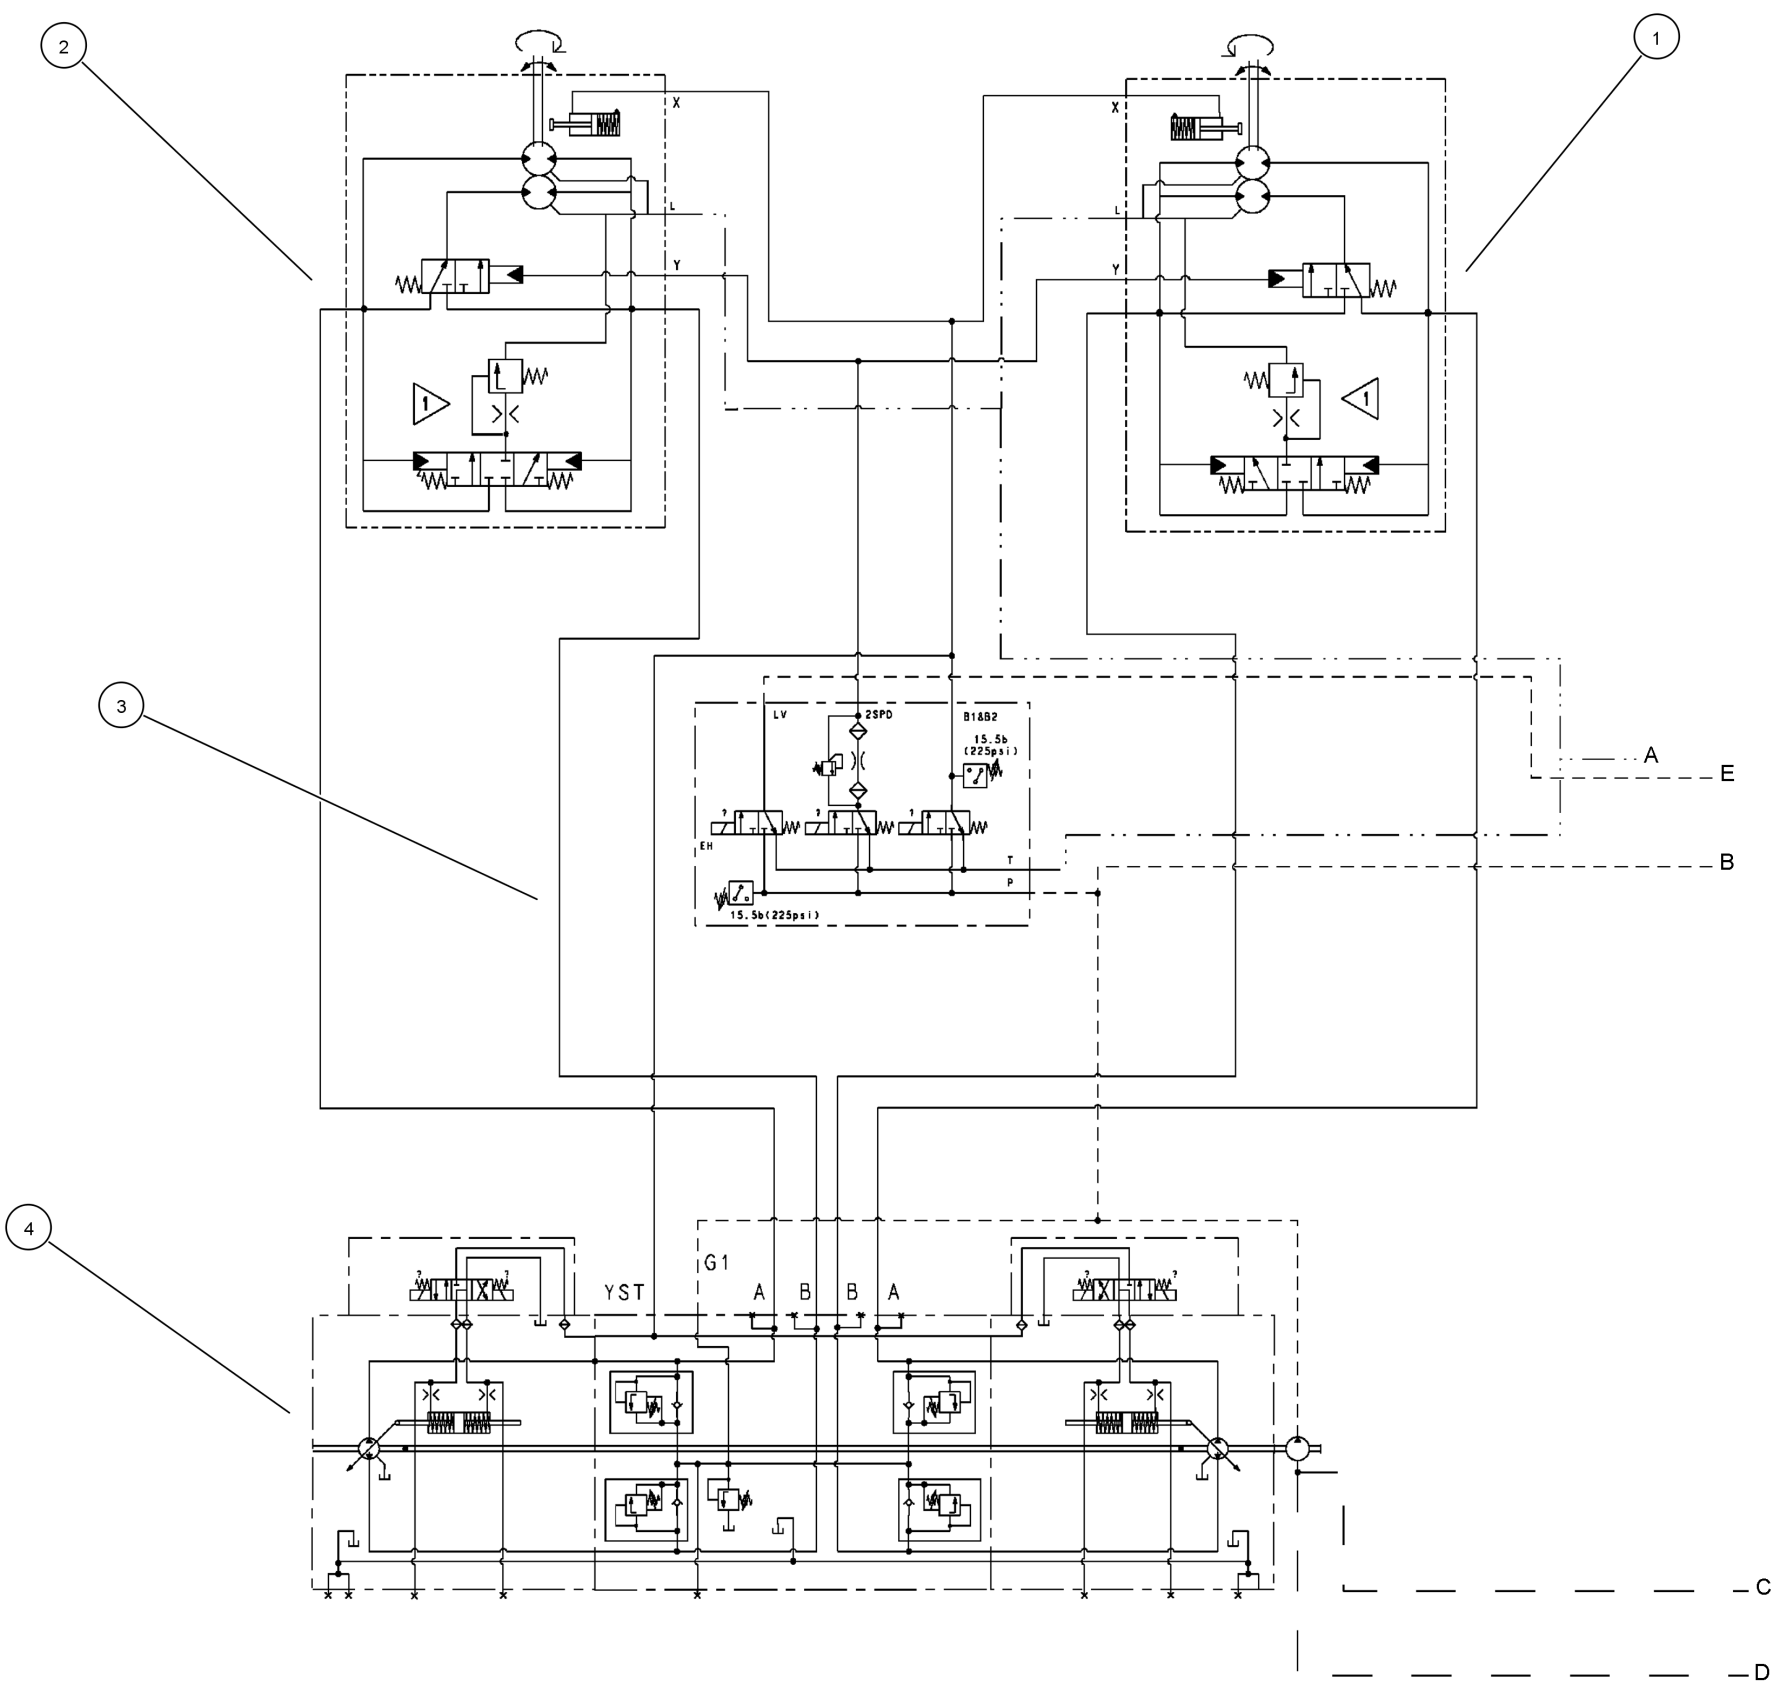 2
1
X
X
L
L
Y
Y
1
1
3
LV
2SPD
B1&B2
15.5b
(225psi)
A
E
?
?
?
EH
T
P
B
15.5b(225psi)
4
G1
YST
A
B
B
A
?
?
?
?
C
D